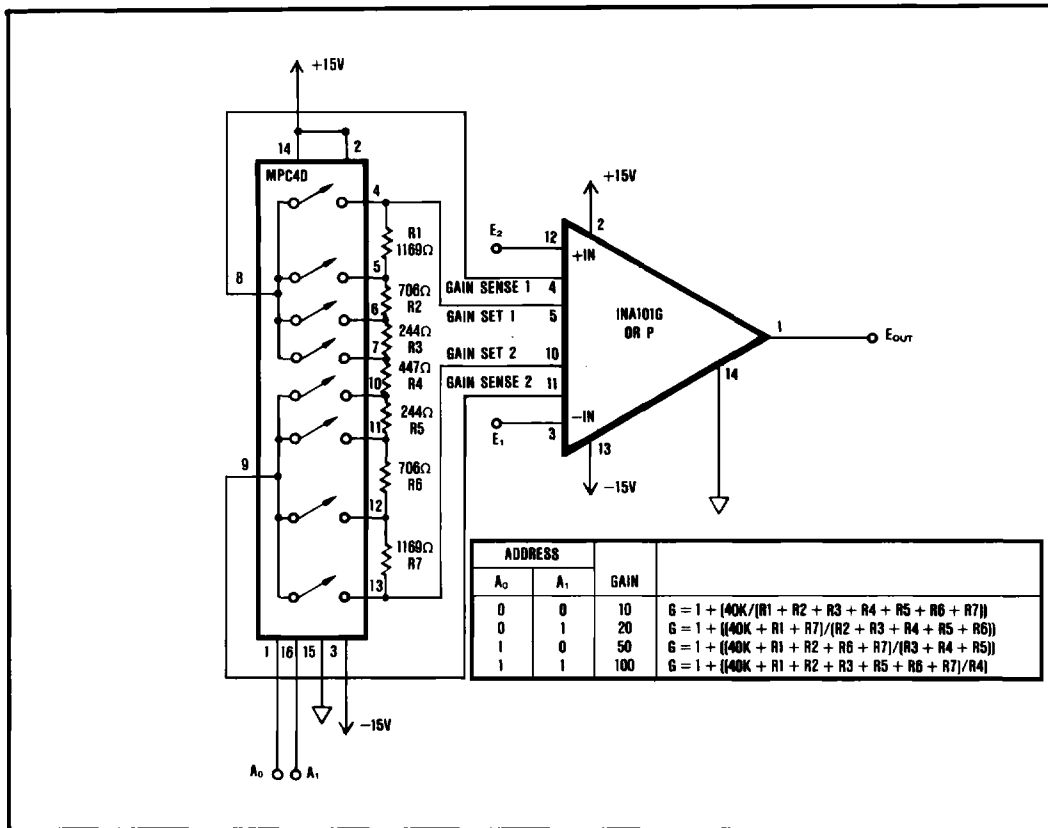 +15V
14
2
MPC4D
4
R1
1169Ω
5
706Ω
R2
6
244Ω
R3
7
447Ω
R4
10
244Ω
R5
11
706Ω
R6
12
1169Ω
R7
13
8
9
1 16 15 3
-15V
A₀ A₁
+15V
2
E₂
12
+IN
GAIN SENSE 1
4
GAIN SET 1
5
INA101G
OR P
GAIN SET 2
10
GAIN SENSE 2
11
-IN
E₁
3
13
-15V
14
1
E_OUT
ADDRESS
A₀ A₁ GAIN
0 0 10 G = 1 + (40K/(R1 + R2 + R3 + R4 + R5 + R6 + R7))
0 1 20 G = 1 + ((40K + R1 + R7)/(R2 + R3 + R4 + R5 + R6))
1 0 50 G = 1 + ((40K + R1 + R2 + R6 + R7)/(R3 + R4 + R5))
1 1 100 G = 1 + ((40K + R1 + R2 + R3 + R5 + R6 + R7)/R4)